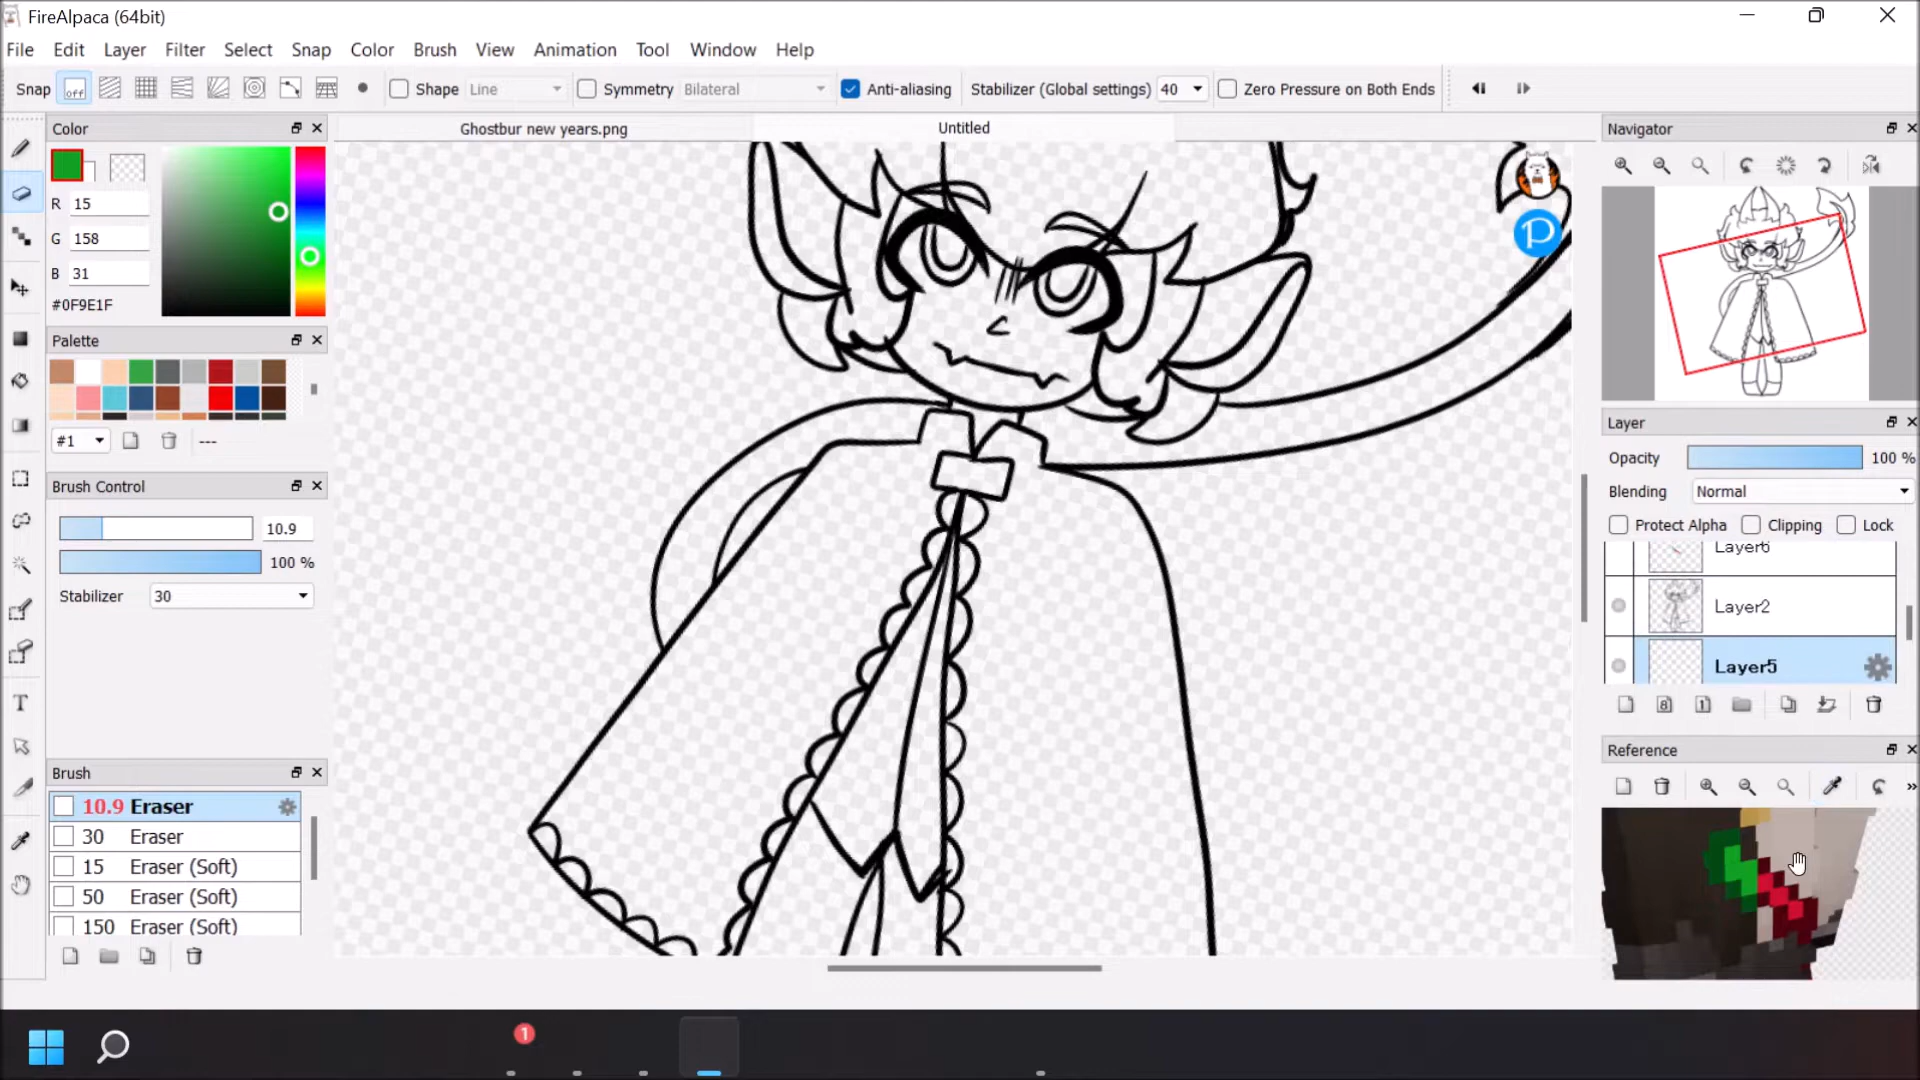 FireAlpaca (64bit)
File Edit Layer Filter Select Snap Color Brush View Animation Tool Window Help
Snap off Shape Line Symmetry Bilateral Anti-aliasing Stabilizer (Global settings) 40 Zero Pressure on Both Ends
Color
Ghostbur new years.png
Untitled
Navigator
R 15
G 158
B 31
#0F9E1F
Palette
#1
---
Brush Control
10.9
100 %
Stabilizer 30
Brush
10.9 Eraser
30 Eraser
15 Eraser (Soft)
50 Eraser (Soft)
150 Eraser (Soft)
Layer
Opacity 100 %
Blending Normal
Protect Alpha Clipping Lock
Layer6
Layer2
Layer5
8 1
Reference
»
T
P
1